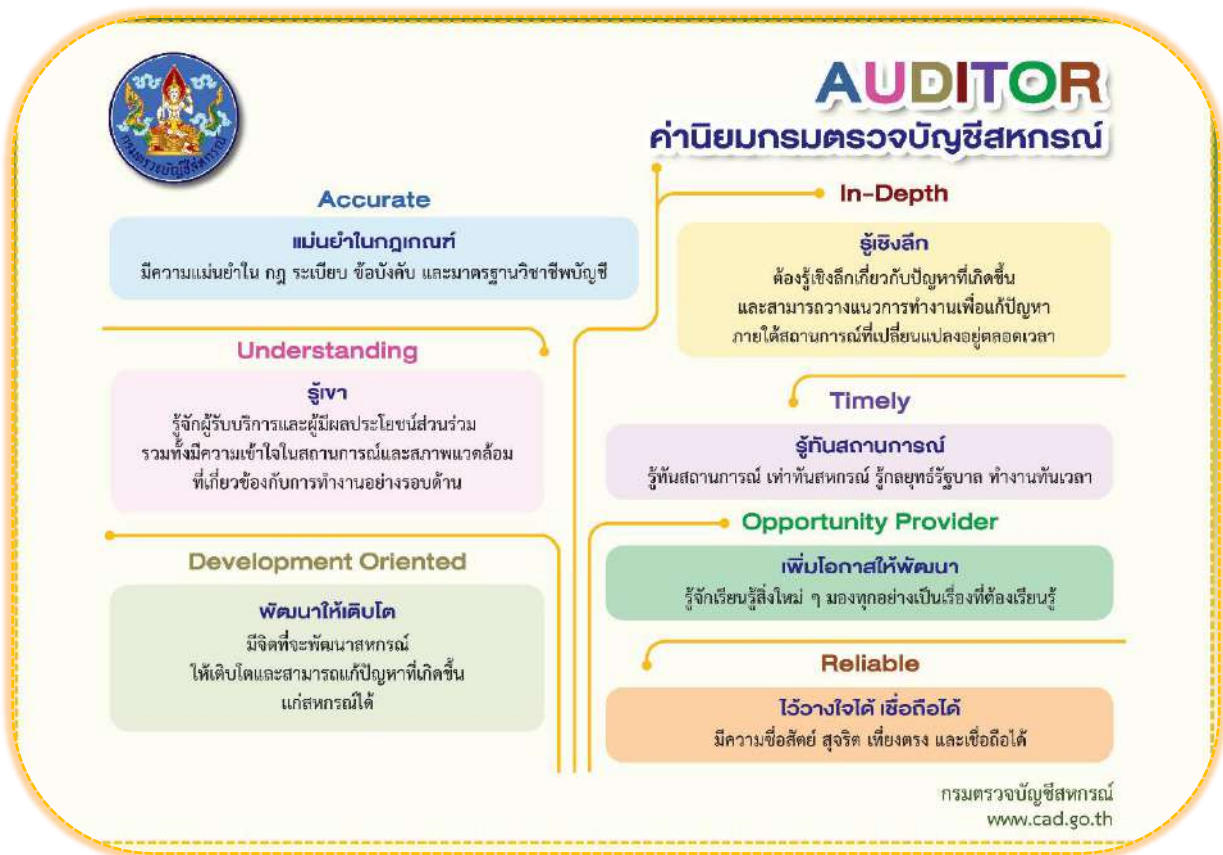 AUDITOR
ค่านิยมกรมตรวจบัญชีสหกรณ์
กรมตรวจบัญชีสหกรณ์
Accurate
แม่นยำในกฎเกณฑ์
มีความแม่นยำใน กฎ ระเบียบ ข้อบังคับ และมาตรฐานวิชาชีพบัญชี
Understanding
รู้เขา
รู้จักผู้รับบริการและผู้มีผลประโยชน์ส่วนร่วม
รวมทั้งมีความเข้าใจในสถานการณ์และสภาพแวดล้อม
ที่เกี่ยวข้องกับการทำงานอย่างรอบด้าน
Development Oriented
พัฒนาให้เติบโต
มีจิตที่จะพัฒนาสหกรณ์
ให้เติบโตและสามารถแก้ปัญหาที่เกิดขึ้น
แก่สหกรณ์ได้
In-Depth
รู้เชิงลึก
ต้องรู้เชิงลึกเกี่ยวกับปัญหาที่เกิดขึ้น
และสามารถวางแนวการทำงานเพื่อแก้ปัญหา
ภายใต้สถานการณ์ที่เปลี่ยนแปลงอยู่ตลอดเวลา
Timely
รู้ทันสถานการณ์
รู้ทันสถานการณ์ เท่าทันสหกรณ์ รู้กลยุทธ์รัฐบาล ทำงานทันเวลา
Opportunity Provider
เพิ่มโอกาสให้พัฒนา
รู้จักเรียนรู้สิ่งใหม่ ๆ มองทุกอย่างเป็นเรื่องที่ต้องเรียนรู้
Reliable
ไว้วางใจได้ เชื่อถือได้
มีความซื่อสัตย์ สุจริต เที่ยงตรง และเชื่อถือได้
กรมตรวจบัญชีสหกรณ์
www.cad.go.th